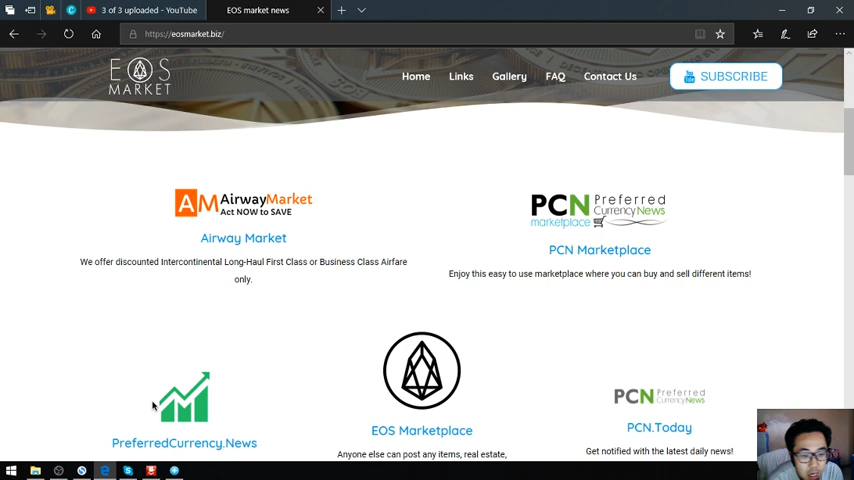 3 of 3 uploaded - YouTube
EOS market news
https://eosmarket.biz/
EOS
MARKET
Home
Links
Gallery
FAQ
Contact Us
SUBSCRIBE
AM AirwayMarket
Act NOW to SAVE
PCN Preferred
CurrencyNews
marketplace
Airway Market
PCN Marketplace
We offer discounted Intercontinental Long-Haul First Class or Business Class Airfare
only.
Enjoy this easy to use marketplace where you can buy and sell different items!
PCN Preferred
CurrencyNews
PreferredCurrency.News
EOS Marketplace
PCN.Today
Anyone else can post any items, real estate,
Get notified with the latest daily news!